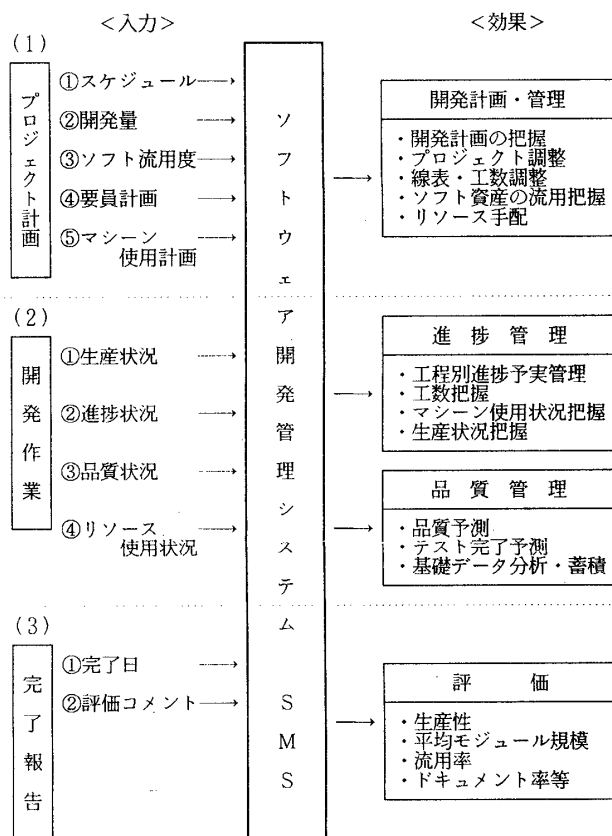 <入力>
<効果>
(1)
プロジェクト計画
①スケジュール
②開発量
③ソフト流用度
④要員計画
⑤マシーン
使用計画
ソフトウェア開発管理システム SMS
開発計画・管理
・開発計画の把握
・プロジェクト調整
・線表・工数調整
・ソフト資産の流用把握
・リソース手配
(2)
開発作業
①生産状況
②進捗状況
③品質状況
④リソース
使用状況
進捗管理
・工程別進捗予実管理
・工数把握
・マシーン使用状況把握
・生産状況把握
品質管理
・品質予測
・テスト完了予測
・基礎データ分析・蓄積
(3)
完了報告
①完了日
②評価コメント
評価
・生産性
・平均モジュール規模
・流用率
・ドキュメント率等